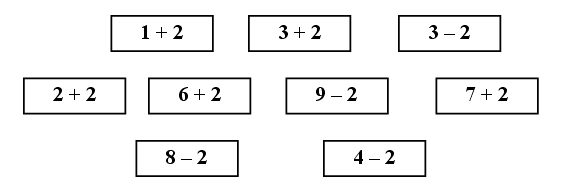 1 + 2 3 + 2 3 – 2
2 + 2 6 + 2 9 – 2 7 + 2
8 – 2 4 – 2